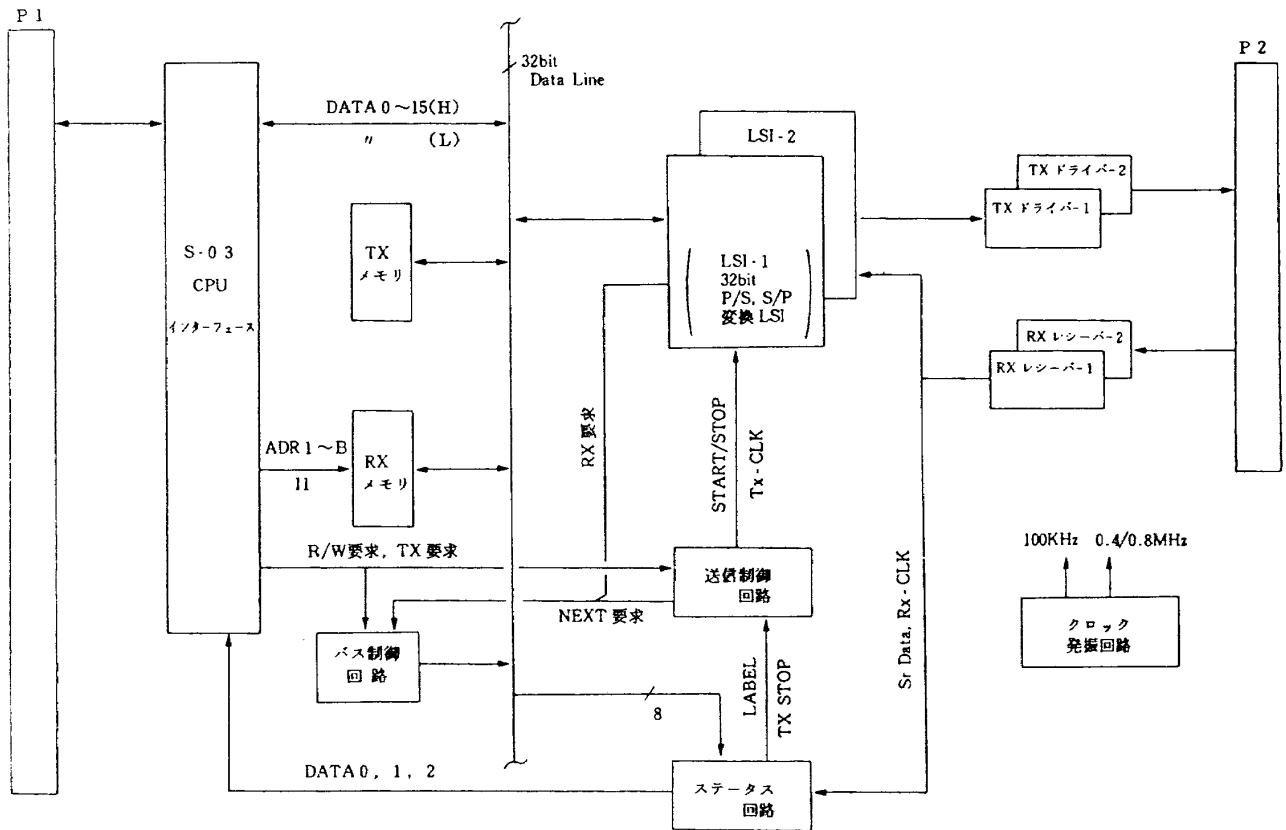 P 1
S-03
CPU
インターフェース
32bit
Data Line
DATA 0 ～15(H)
〃 (L)
TX
メモリ
ADR 1 ～B
11
RX
メモリ
R/W要求, TX 要求
NEXT 要求
バス制御
回 路
DATA 0 , 1 , 2
8
LSI - 2
LSI - 1
32bit
P/S, S/P
変換 LSI
RX 要求
START/STOP
Tx - CLK
送信制御
回路
LABEL
TX STOP
ステータス
回路
TX ドライバー-2
TX ドライバー-1
RX レシーバー-2
RX レシーバー-1
Sr Data, Rx - CLK
P 2
100KHz
0.4/0.8MHz
クロック
発振回路